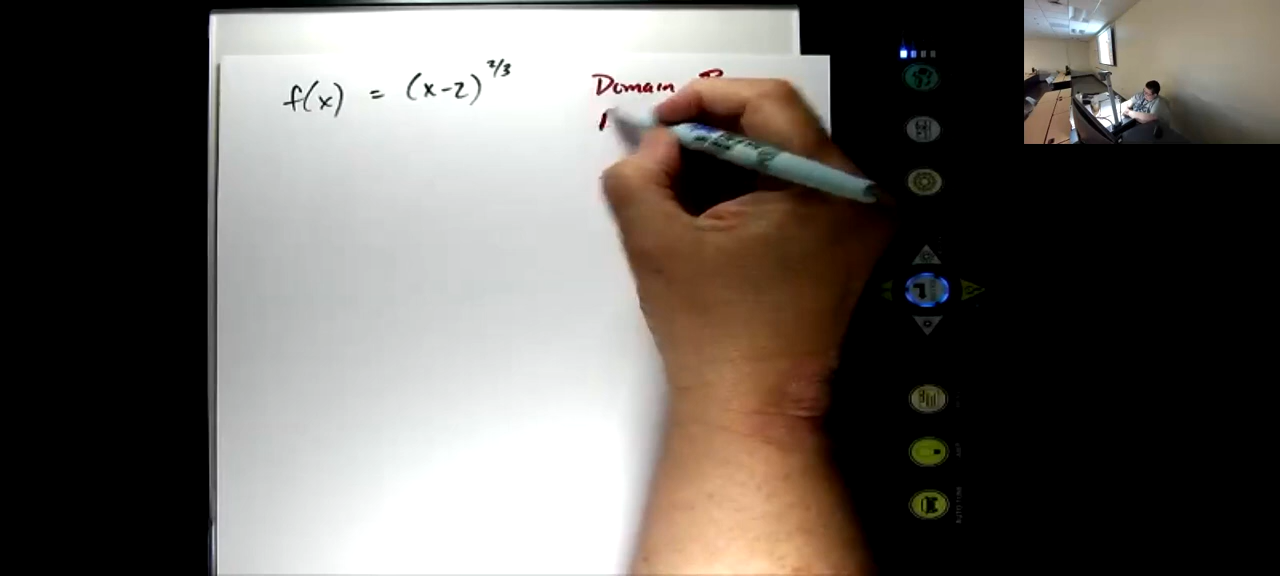 f(x) = (x-2)^{2/3}
Domain